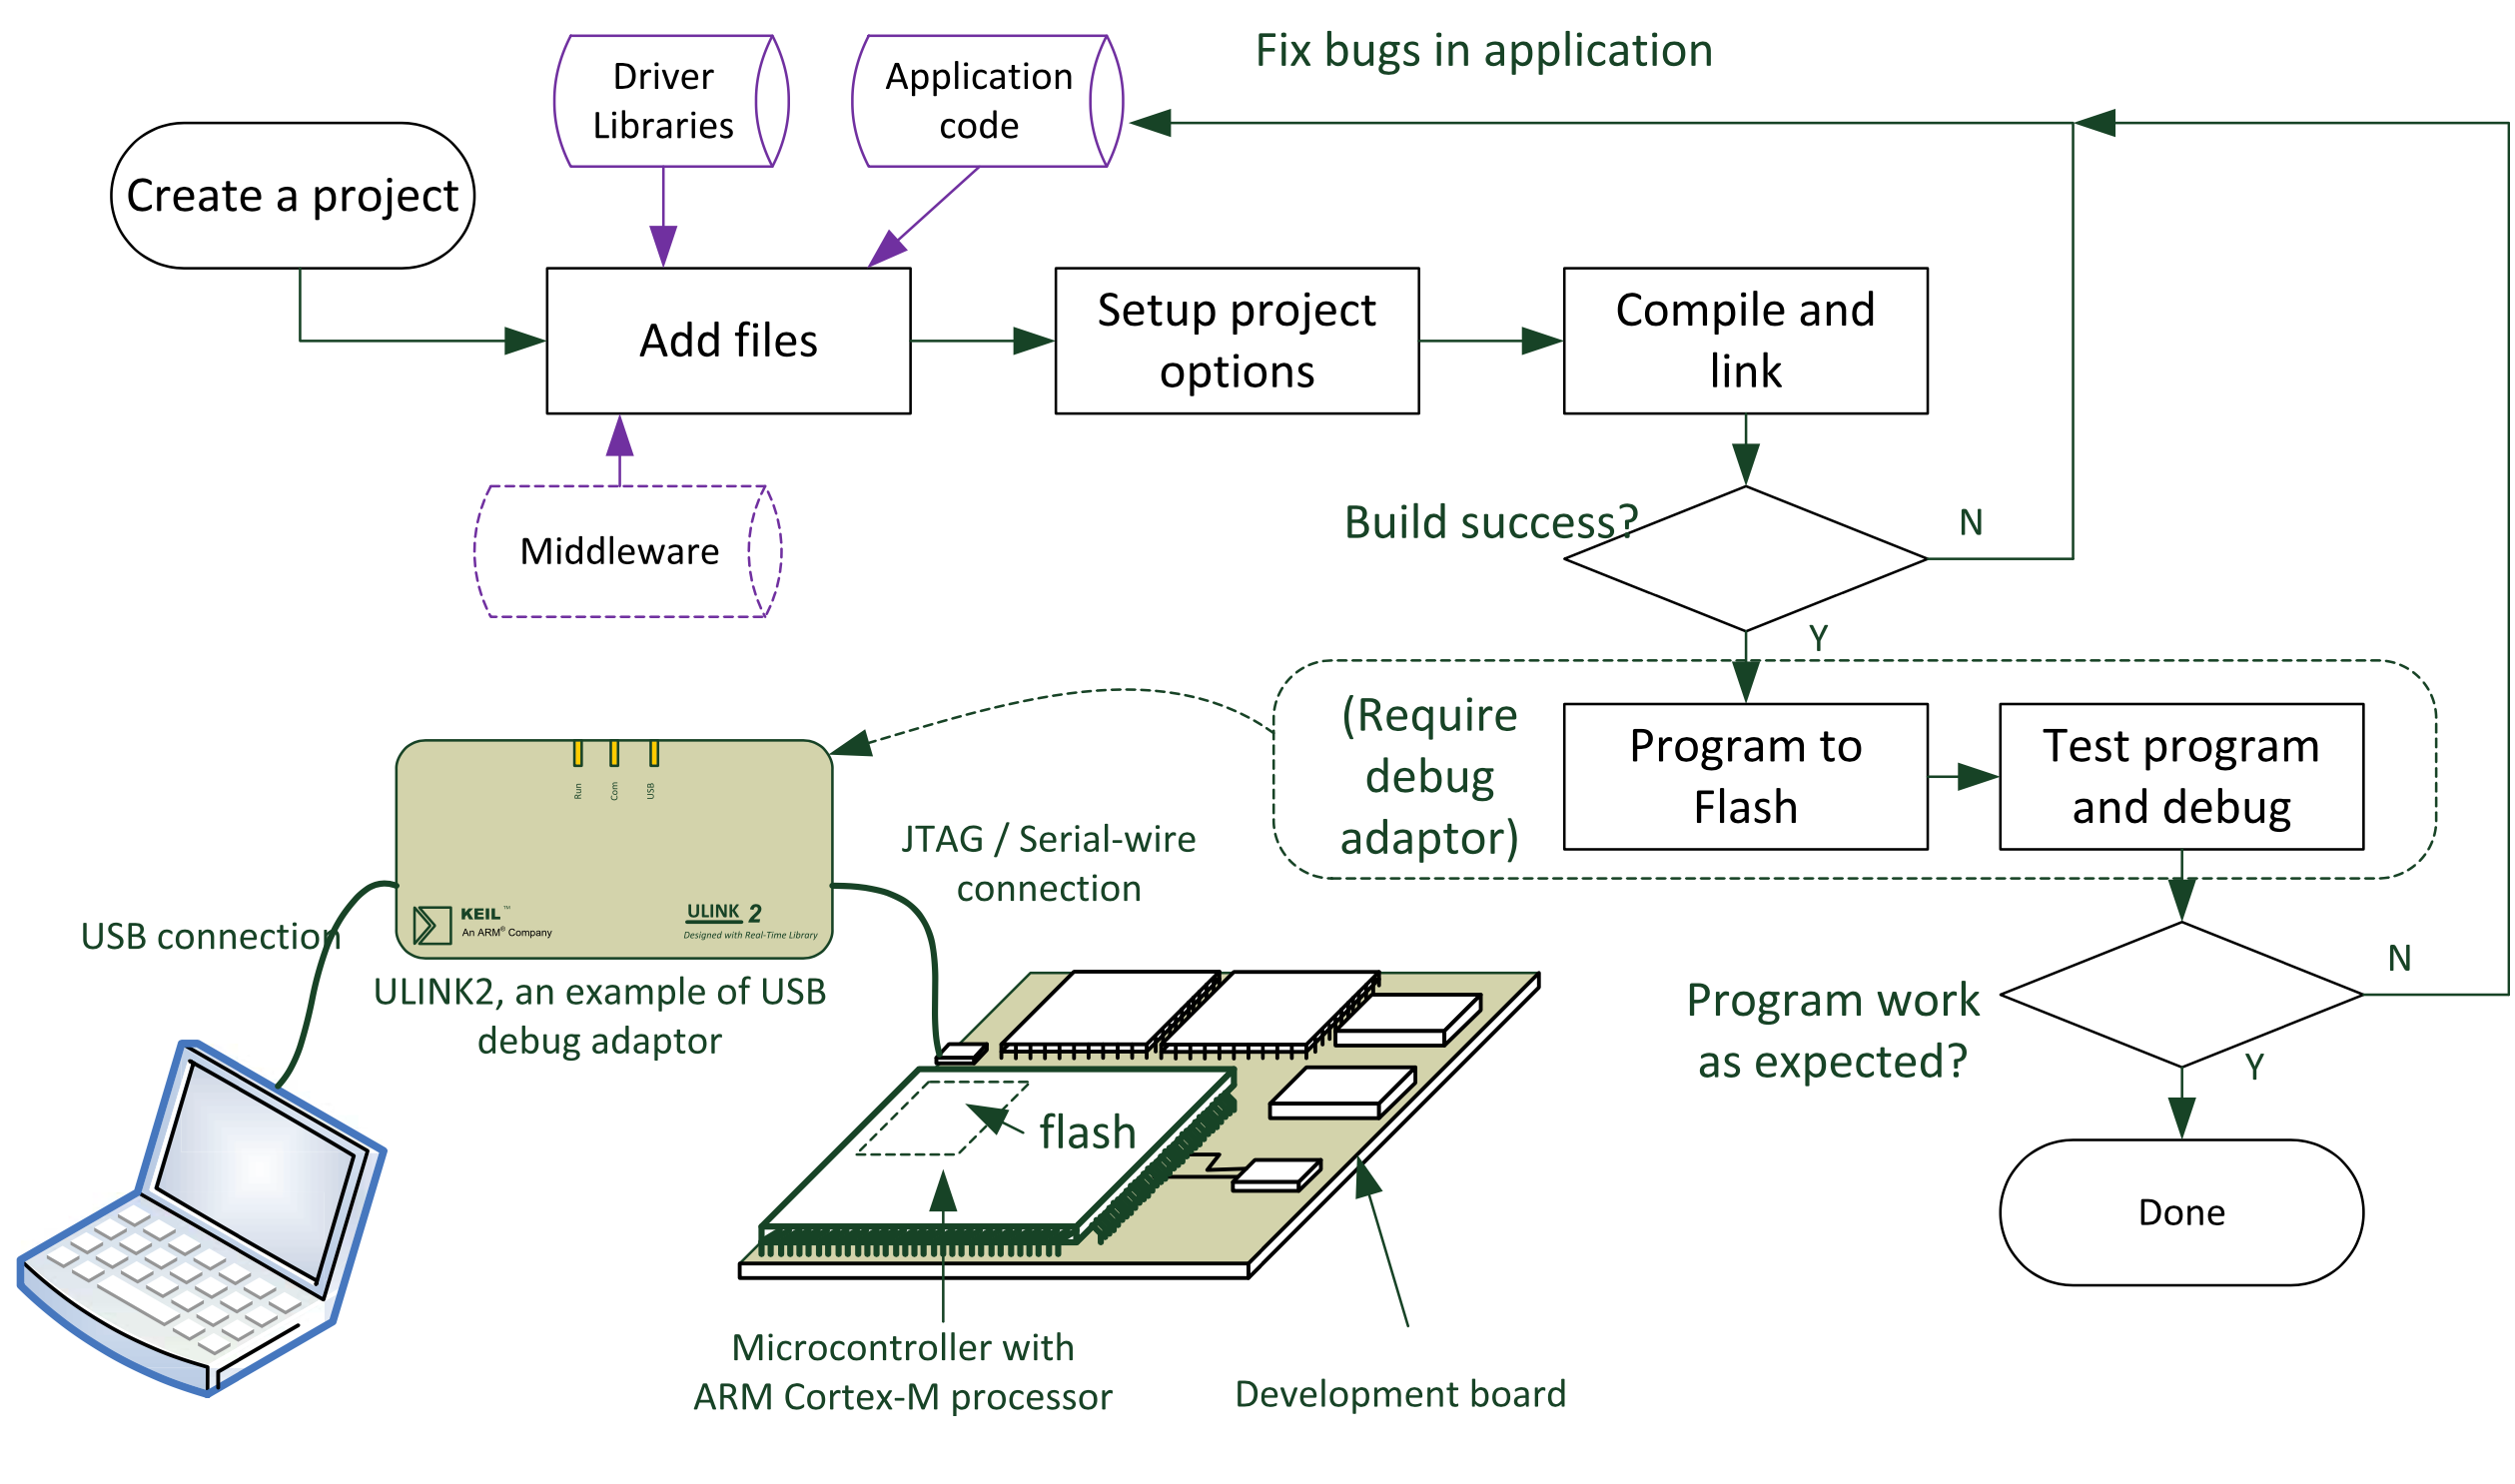 Fix bugs in application
Driver
Libraries
Application
code
Create a project
Add files
Setup project
options
Compile and
link
Middleware
Build success?
N
Y
(Require
debug
adaptor)
Program to
Flash
Test program
and debug
Run
Com
USB
JTAG / Serial-wire
connection
KEIL™
An ARM® Company
ULINK 2
Designed with Real-Time Library
USB connection
ULINK2, an example of USB
debug adaptor
N
Program work
as expected?
Y
flash
Done
Microcontroller with
ARM Cortex-M processor
Development board